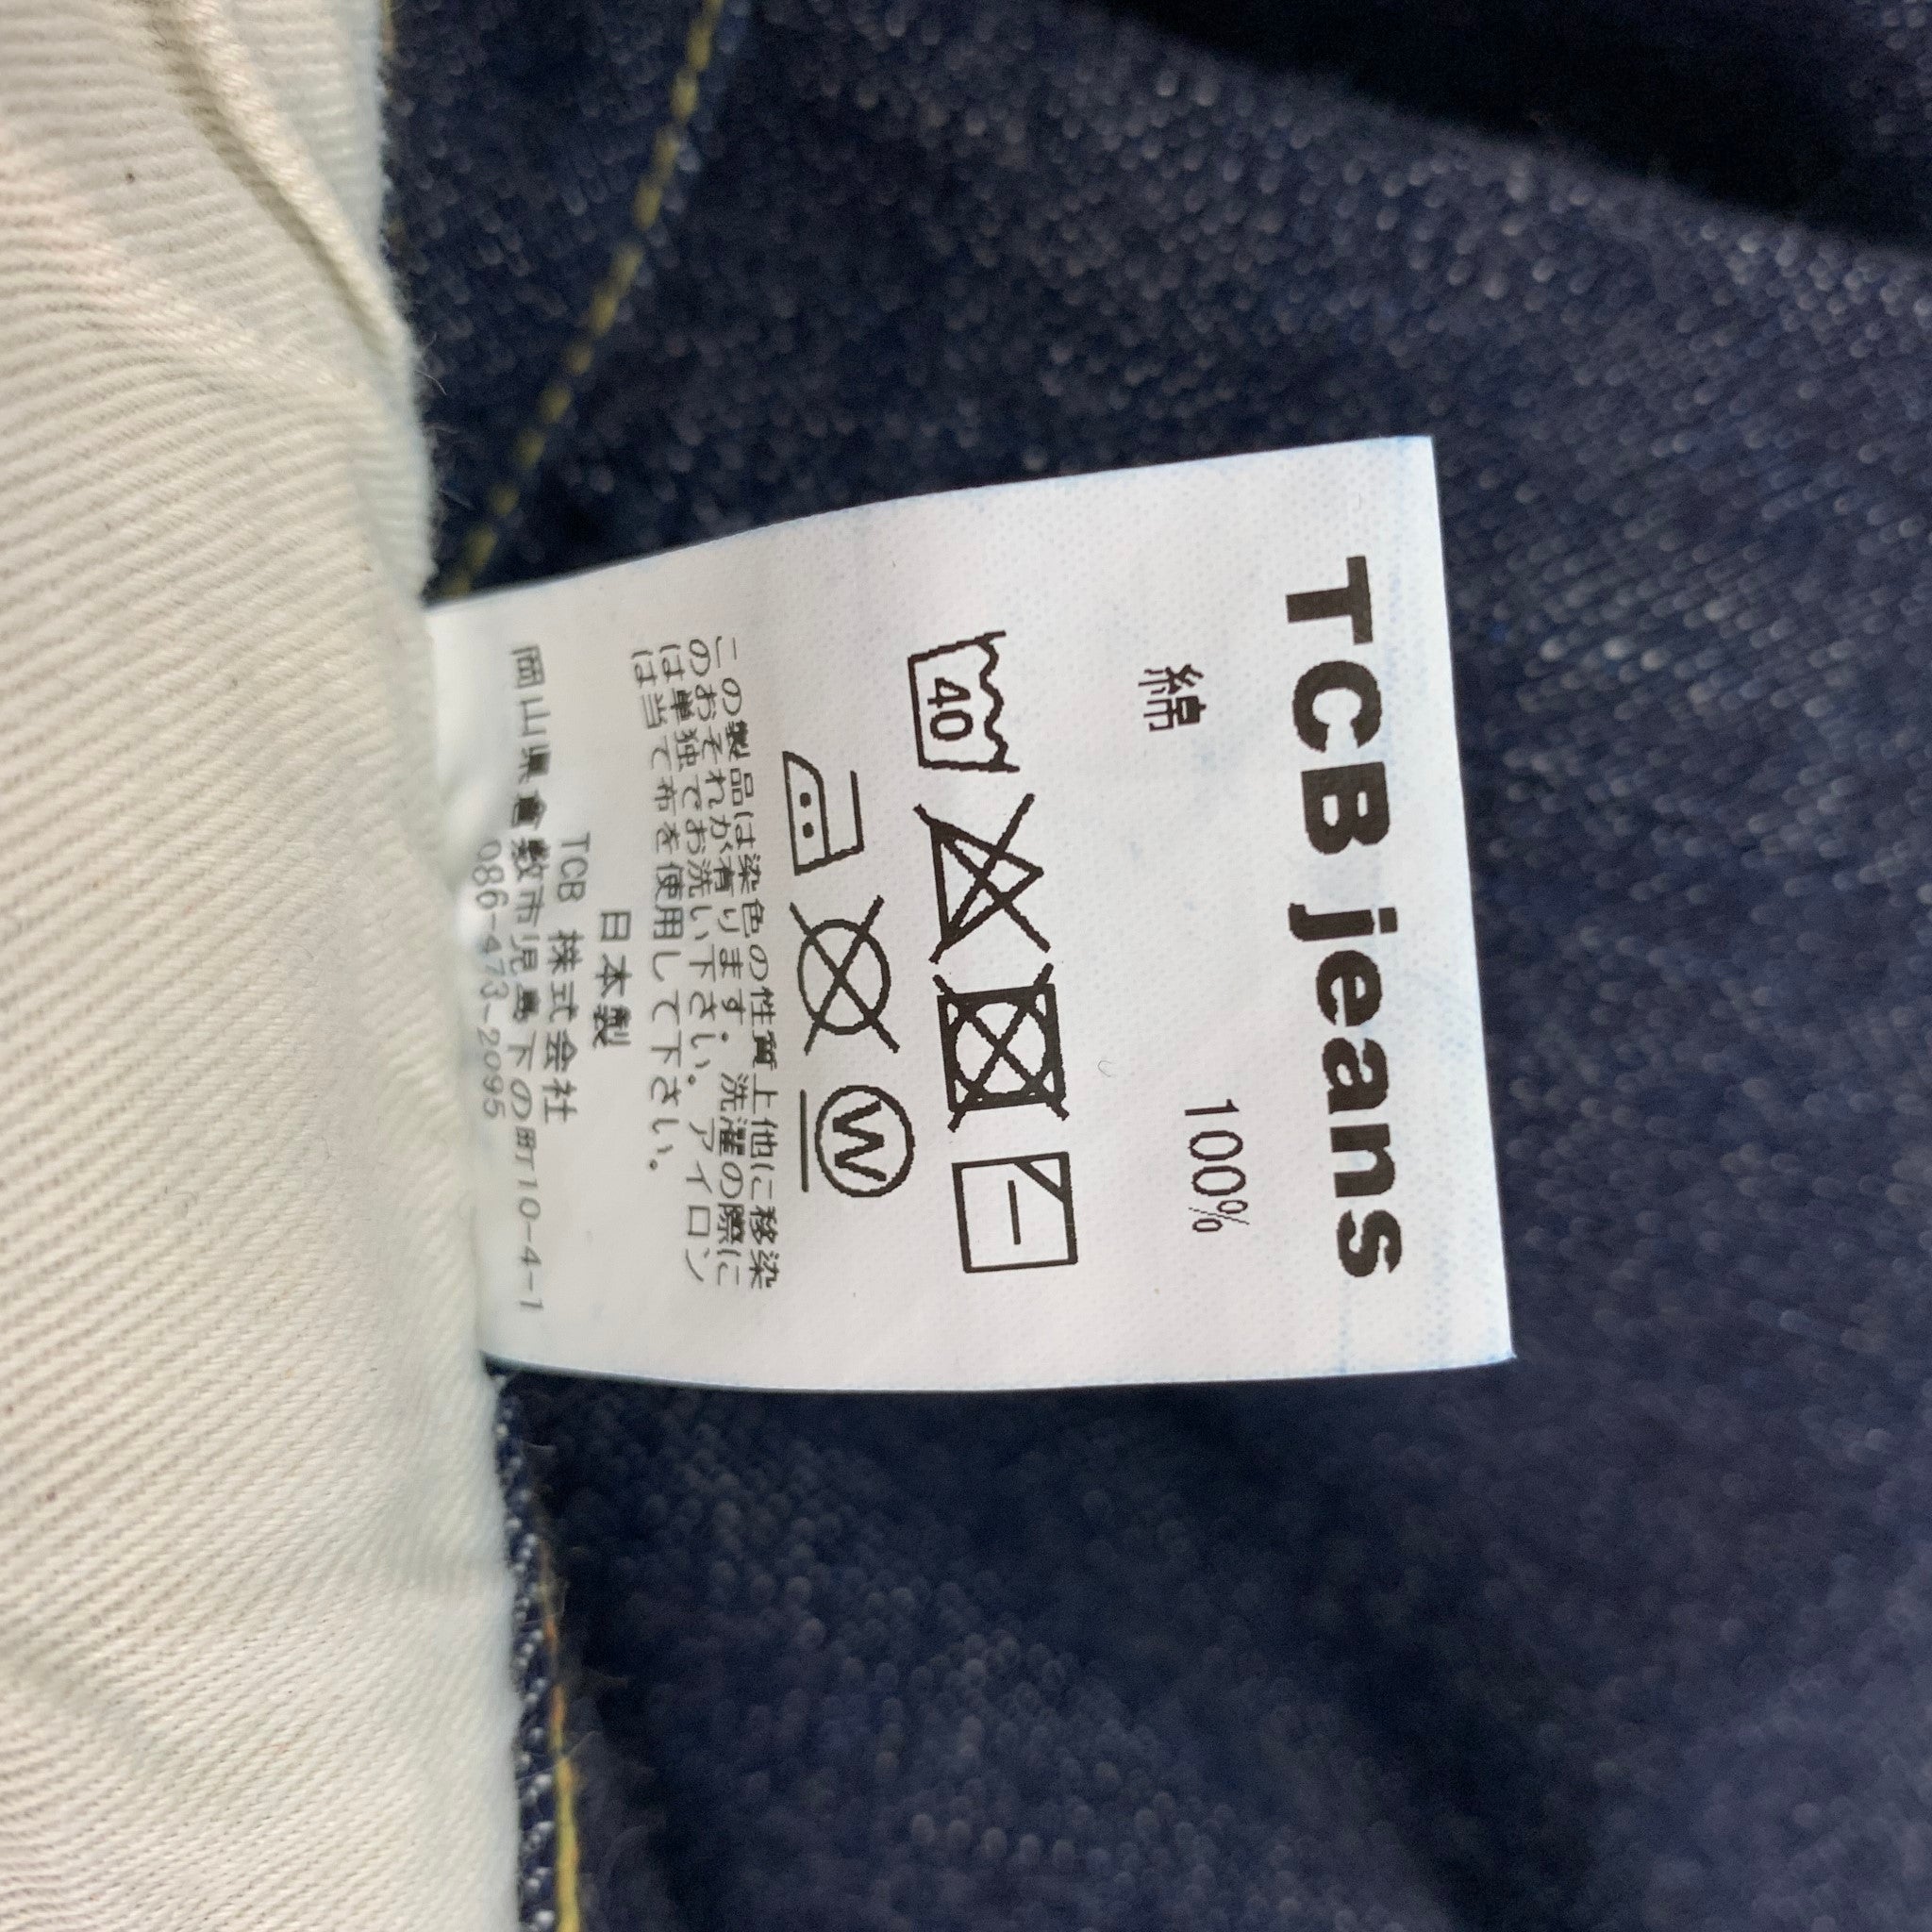 TCB jeans
綿 100%
40
W
この製品は染色の性質上他に移染
のおそれが有ります。洗濯の際に
は単独でお洗い下さい。アイロン
は当て布を使用して下さい。
日本製
TCB 株式会社
岡山県倉敷市児島下の町10-4-1
086-473-2095